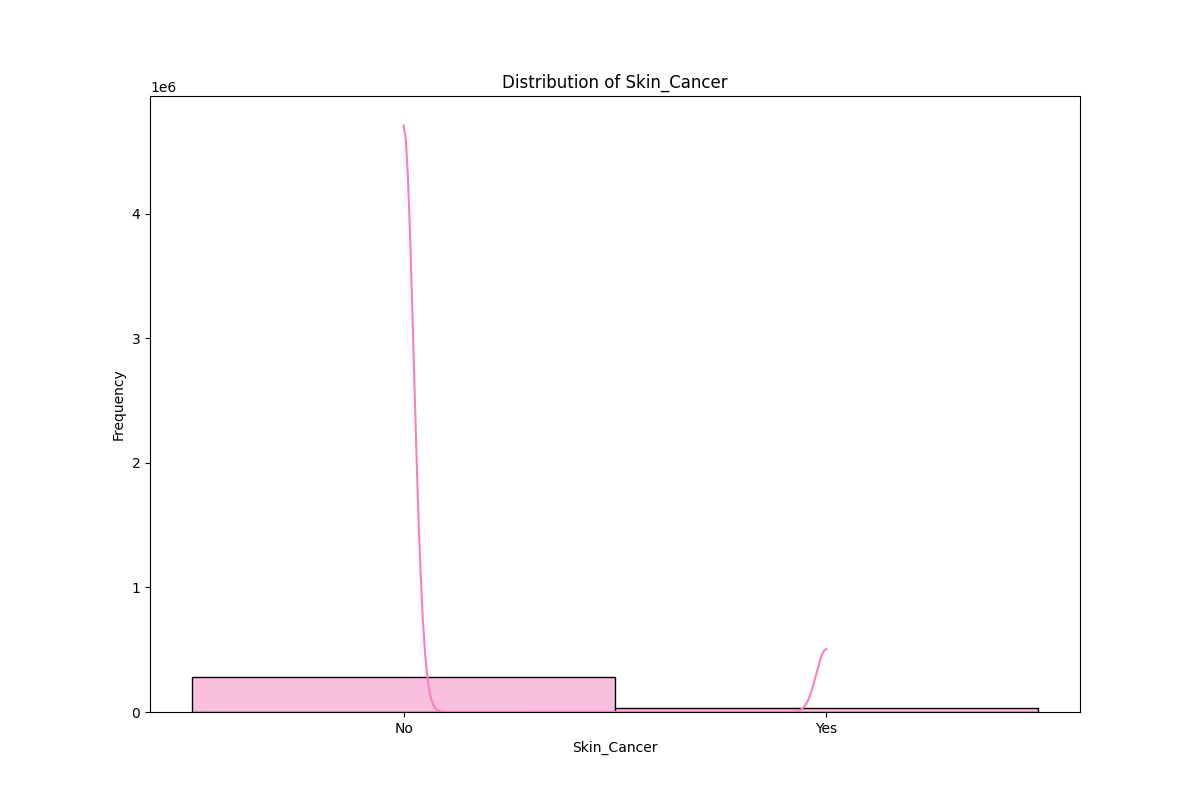 Distribution of Skin_Cancer
1e6
4
3
2
1
0
Frequency
No
Yes
Skin_Cancer